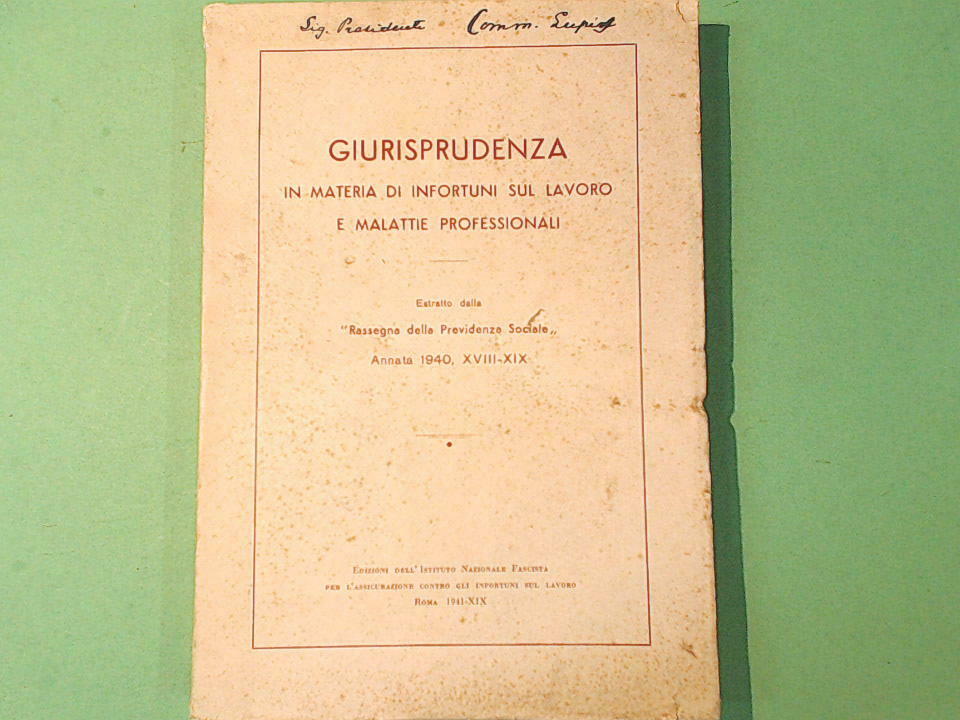 Sig. Presidente Comm.
GIURISPRUDENZA
IN MATERIA DI INFORTUNI SUL LAVORO
E MALATTIE PROFESSIONALI
Estratto dalla
"Rassegna della Previdenza Sociale„
Annata 1940, XVIII-XIX
Edizioni dell'Istituto Nazionale Fascista
per l'assicurazione contro gli infortuni sul lavoro
Roma 1941-XIX